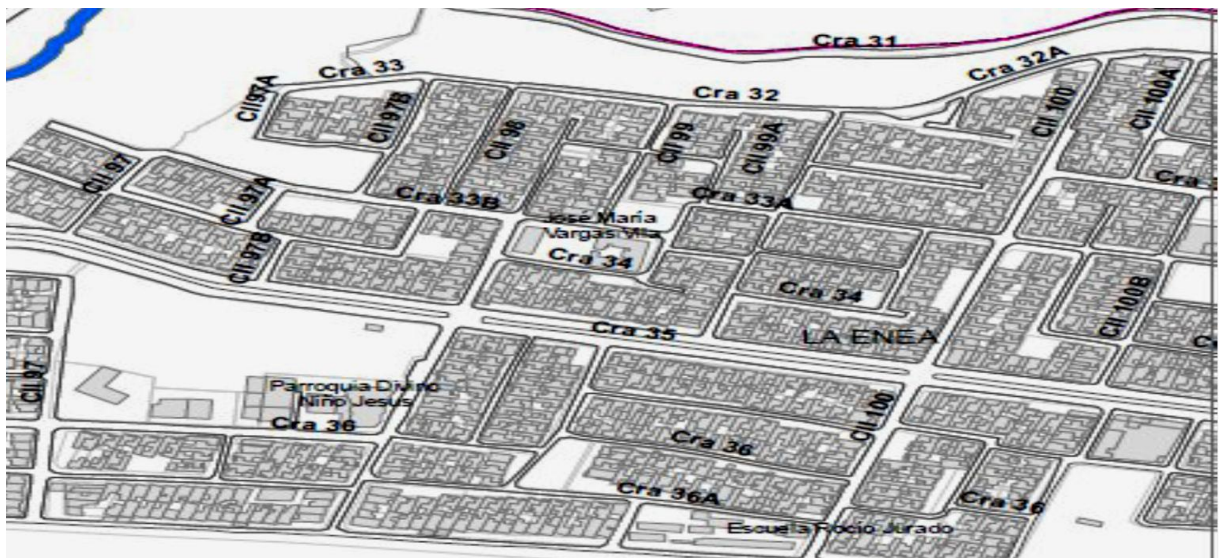 Cra 31
Cra 32A
Cra 33
Cra 32
Cll 97A
Cll 97B
Cll 98
Cll 99
Cll 99A
Cll 100
Cll 100A
Cll 97
Cll 97A
Cra 33B
Cra 33A
José María
Vargas Vila
Cra 34
Cll 97B
Cra 34
Cll 100B
Cra 35
LA ENEA
Cll 97
Parroquia Divino
Niño Jesus
Cra 36
Cll 100
Cra 36
Cra 36A
Cra 36
Escuela Rocio Jurado